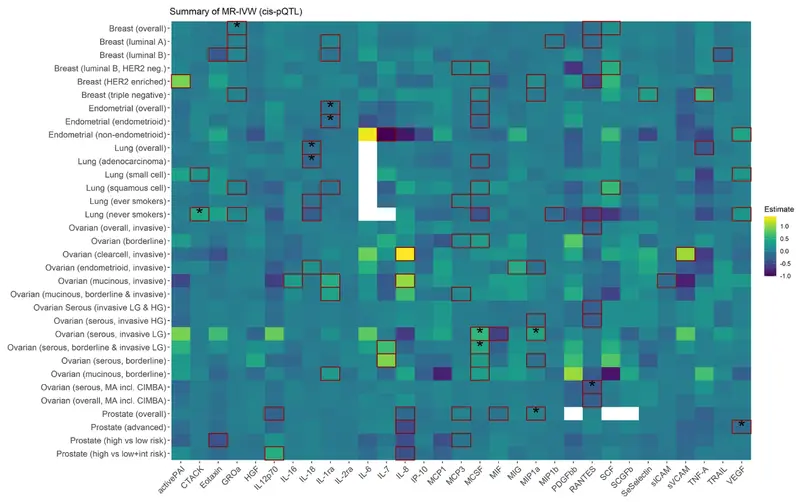 Summary of MR-IVW (cis-pQTL)
Breast (overall)
Breast (luminal A)
Breast (luminal B)
Breast (luminal B, HER2 neg.)
Breast (HER2 enriched)
Breast (triple negative)
Endometrial (overall)
Endometrial (endometrioid)
Endometrial (non-endometrioid)
Lung (overall)
Lung (adenocarcinoma)
Lung (small cell)
Lung (squamous cell)
Lung (ever smokers)
Lung (never smokers)
Ovarian (overall, invasive)
Ovarian (borderline)
Ovarian (clearcell, invasive)
Ovarian (endometrioid, invasive)
Ovarian (mucinous, invasive)
Ovarian (mucinous, borderline & invasive)
Ovarian Serous (invasive LG & HG)
Ovarian (serous, invasive HG)
Ovarian (serous, invasive LG)
Ovarian (serous, borderline & invasive LG)
Ovarian (serous, borderline)
Ovarian (mucinous, borderline)
Ovarian (serous, MA incl. CIMBA)
Ovarian (overall, MA incl. CIMBA)
Prostate (overall)
Prostate (advanced)
Prostate (high vs low risk)
Prostate (high vs low+int risk)
activePAI
CTACK
Eotaxin
GROa
HGF
IL12p70
IL-16
IL-18
IL-1ra
IL-2ra
IL-6
IL-7
IL-8
IP-10
MCP1
MCP3
MCSF
MIF
MIG
MIP1a
MIP1b
PDGFbb
RANTES
SCF
SCGFb
SeSelectin
sICAM
sVCAM
TNF-A
TRAIL
VEGF
Estimate
1.0
0.5
0.0
-0.5
-1.0